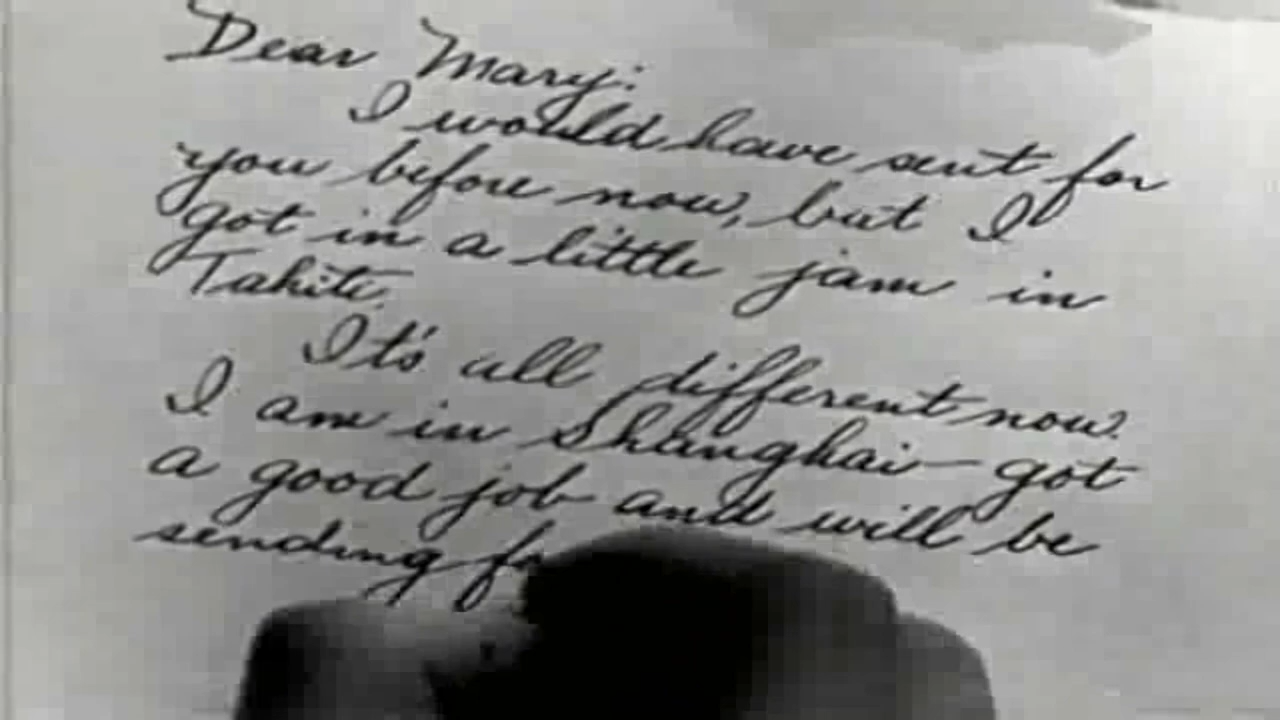 Dear Mary:
I would have sent for
you before now, but I
got in a little jam in
Tahiti.
It's all different now.
I am in Shanghai — got
a good job and will be
sending